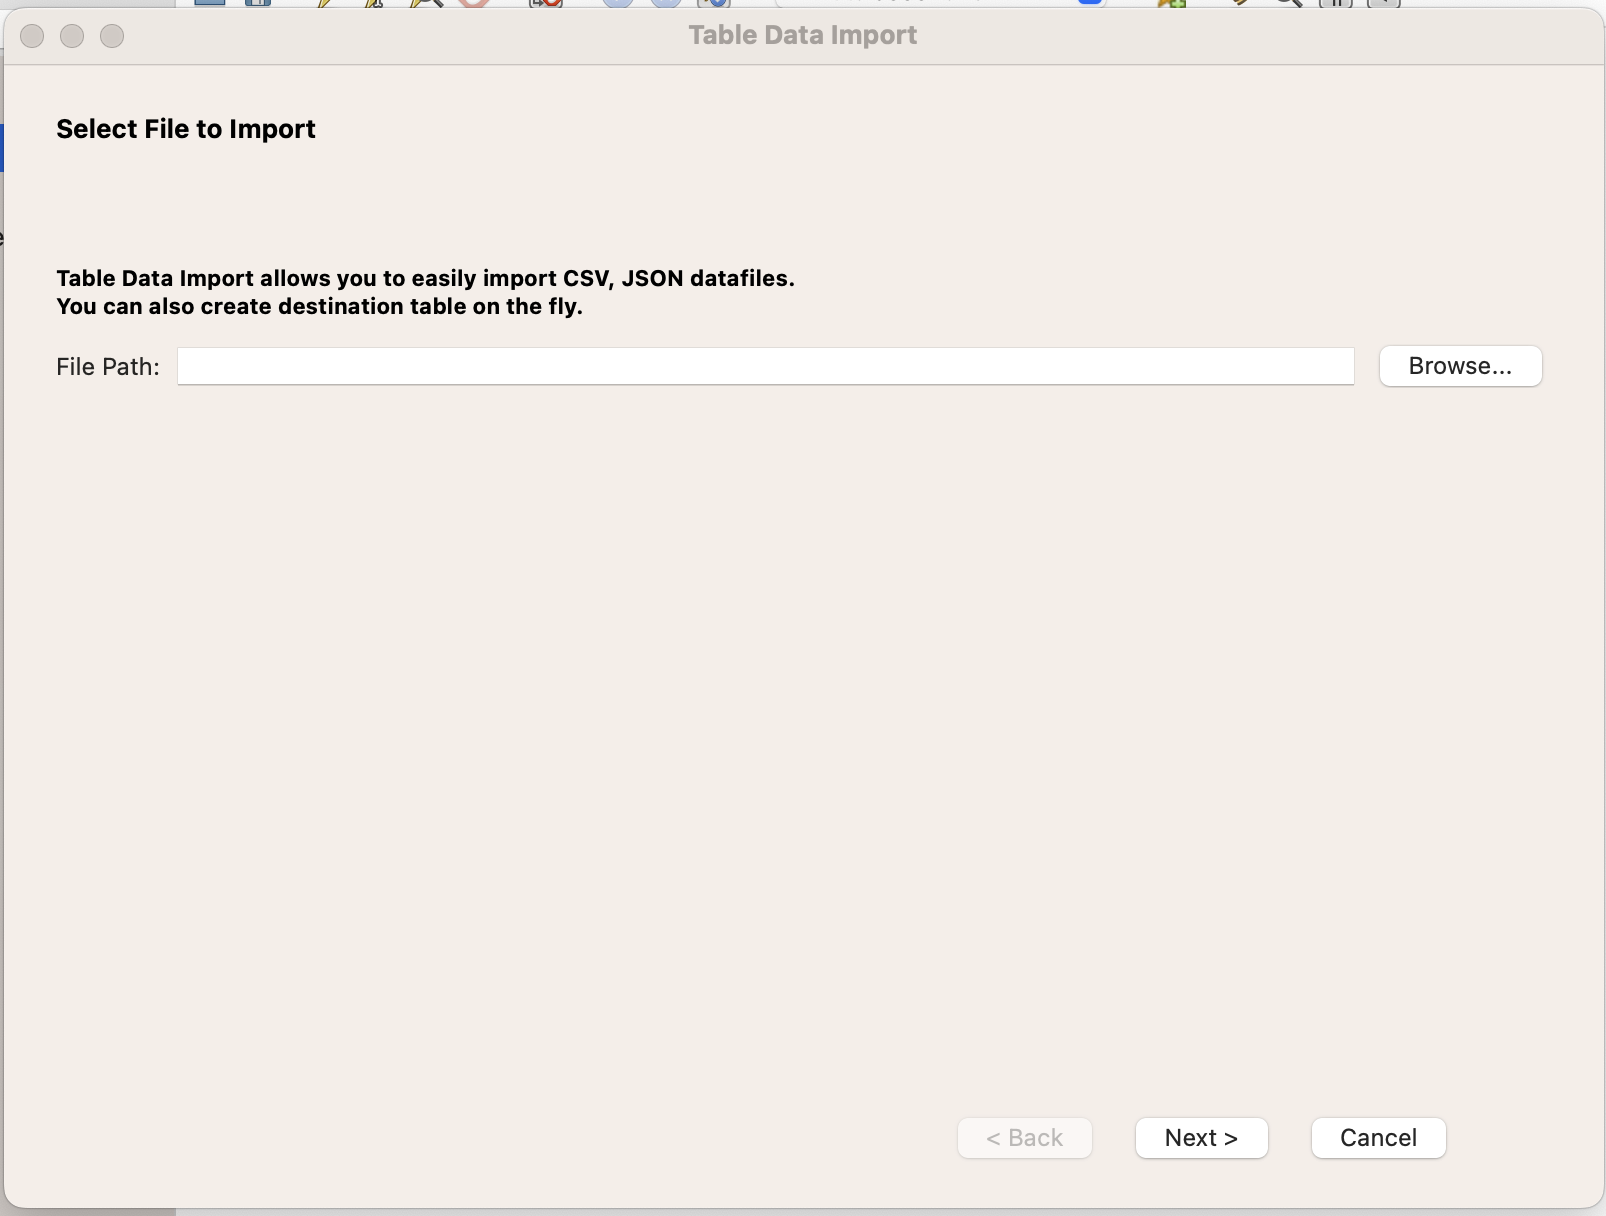 Table Data Import
Select File to Import
Table Data Import allows you to easily import CSV, JSON datafiles.
You can also create destination table on the fly.
File Path:
Browse...
< Back
Next >
Cancel